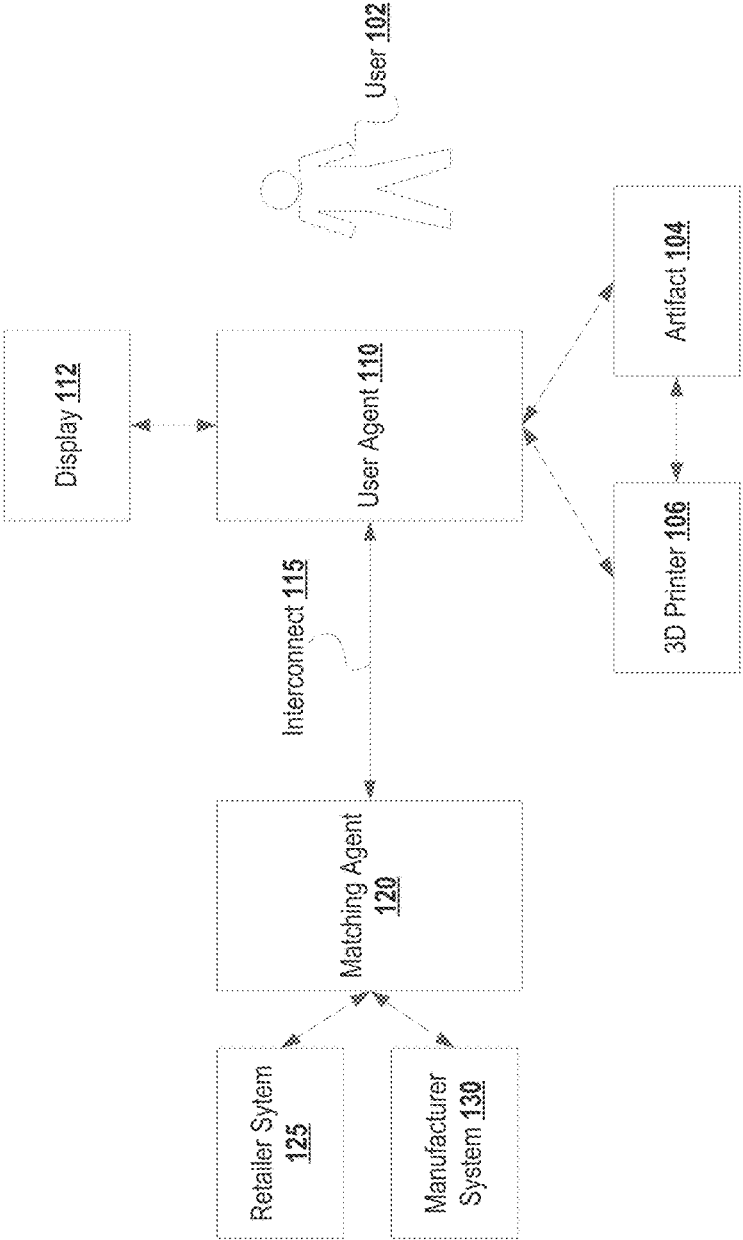 User 102
Display 112
User Agent 110
Artifact 104
3D Printer 106
Interconnect 115
Matching Agent
120
Retailer Sytem
125
Manufacturer
System 130